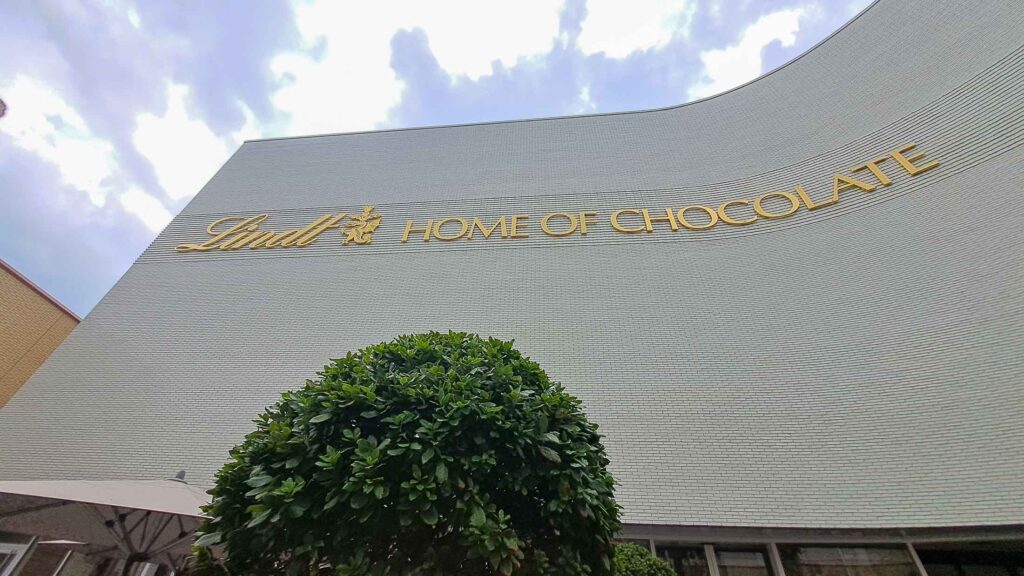 Lindt HOME OF CHOCOLATE